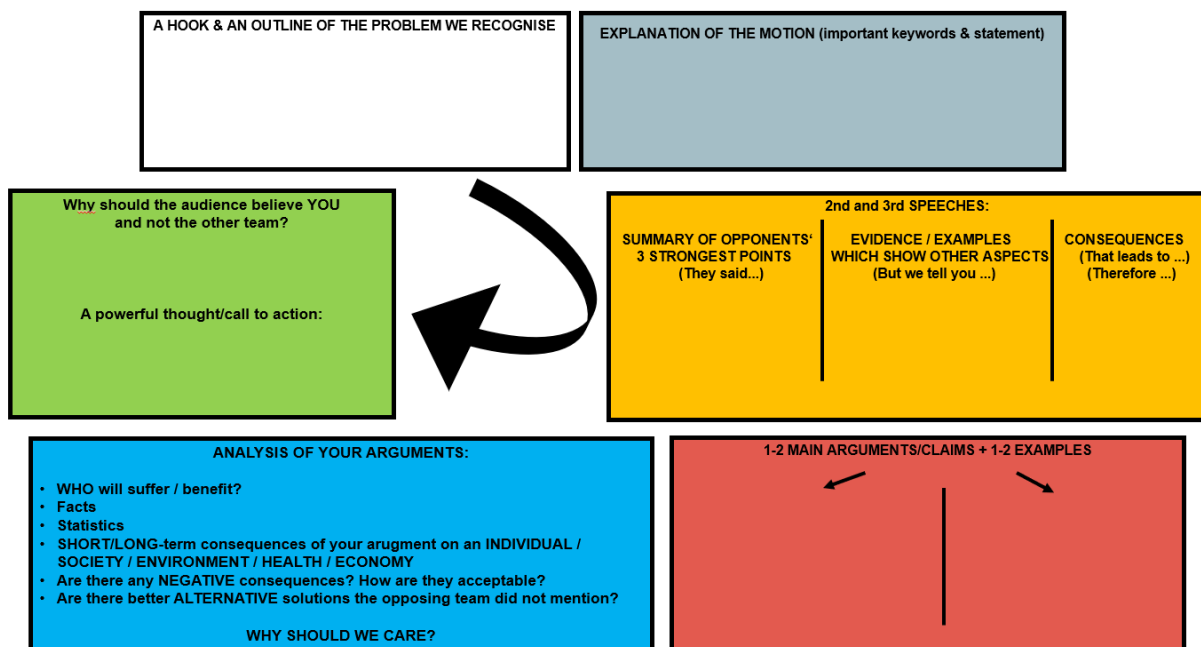 A HOOK & AN OUTLINE OF THE PROBLEM WE RECOGNISE
EXPLANATION OF THE MOTION (important keywords & statement)
Why should the audience believe YOU
and not the other team?
A powerful thought/call to action:
2nd and 3rd SPEECHES:
SUMMARY OF OPPONENTS‘
3 STRONGEST POINTS
(They said...)
EVIDENCE / EXAMPLES
WHICH SHOW OTHER ASPECTS
(But we tell you ...)
CONSEQUENCES
(That leads to ...)
(Therefore ...)
ANALYSIS OF YOUR ARGUMENTS:
• WHO will suffer / benefit?
• Facts
• Statistics
• SHORT/LONG-term consequences of your arugment on an INDIVIDUAL /
SOCIETY / ENVIRONMENT / HEALTH / ECONOMY
• Are there any NEGATIVE consequences? How are they acceptable?
• Are there better ALTERNATIVE solutions the opposing team did not mention?
WHY SHOULD WE CARE?
1-2 MAIN ARGUMENTS/CLAIMS + 1-2 EXAMPLES